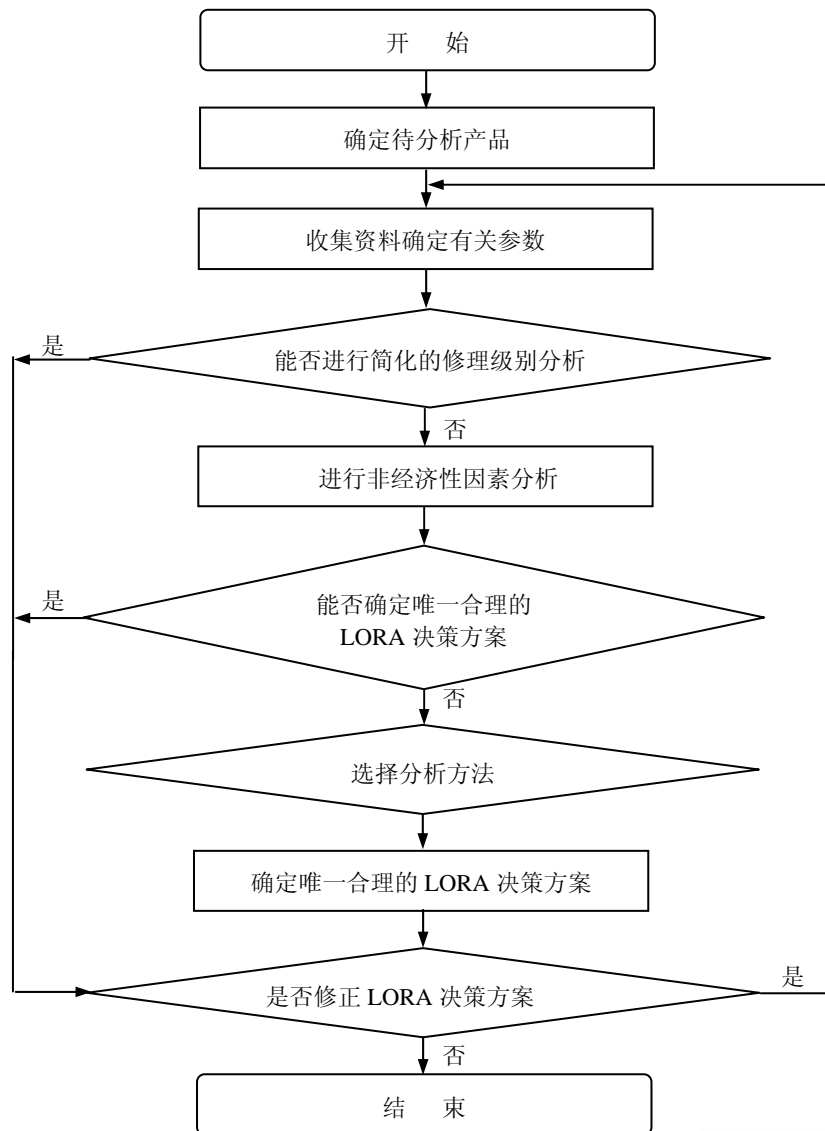 开 始
确定待分析产品
收集资料确定有关参数
是
能否进行简化的修理级别分析
否
进行非经济性因素分析
是
能否确定唯一合理的
LORA 决策方案
否
选择分析方法
确定唯一合理的 LORA 决策方案
是否修正 LORA 决策方案
是
否
结 束